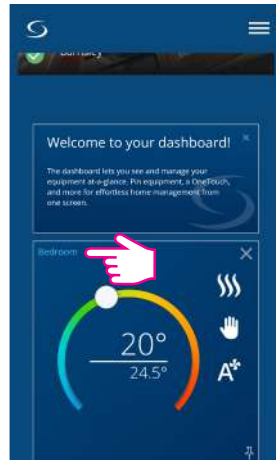 Welcome to your dashboard!
The dashboard lets you see and manage your
equipment at-a-glance. Pin equipment, a OneTouch,
and more for effortless home management from
one screen.
Bedroom
20°
24.5°
A